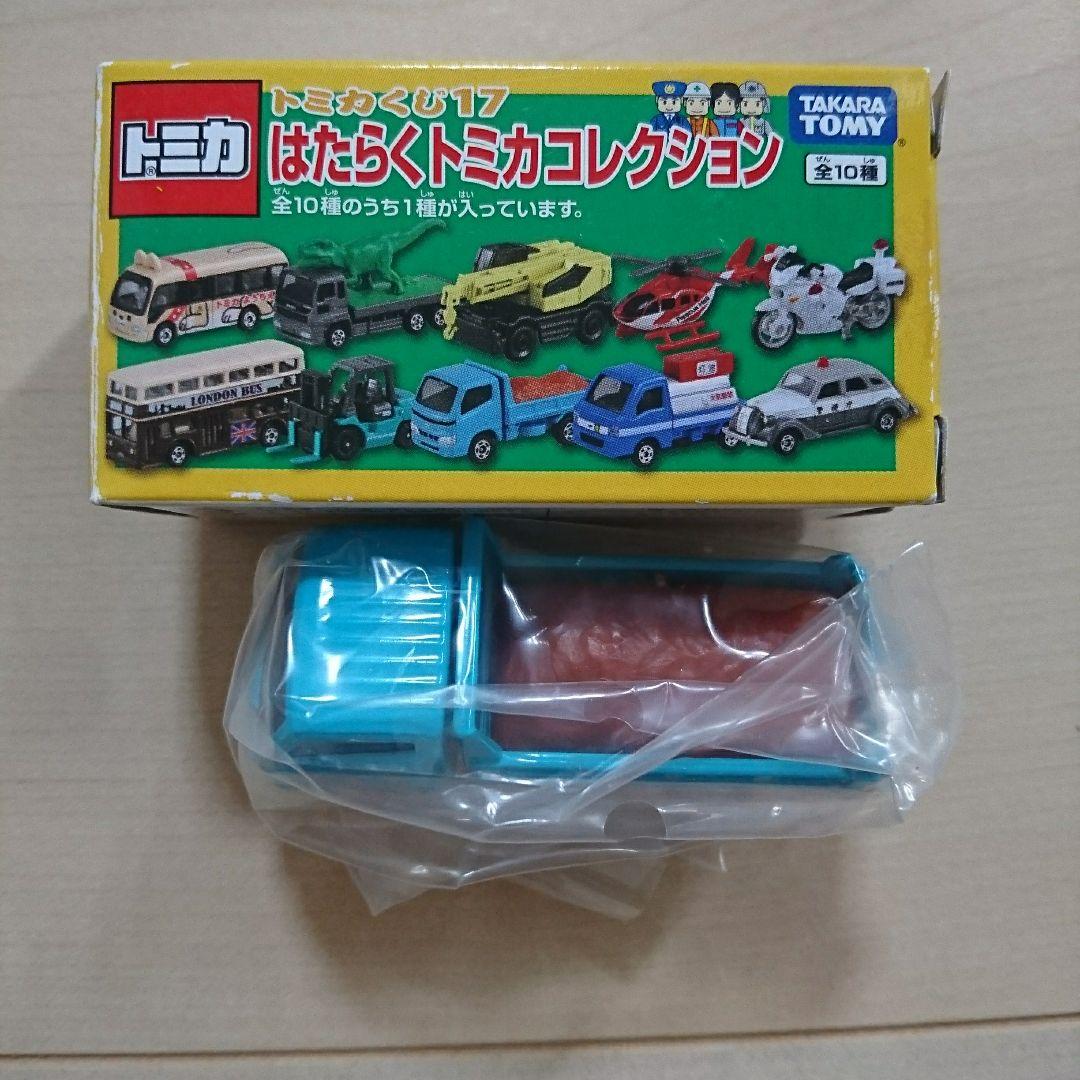 トミカ
トミカくじ17
はたらくトミカコレクション
全10種のうち1種が入っています。
TAKARA
TOMY
全10種
LONDON BUS